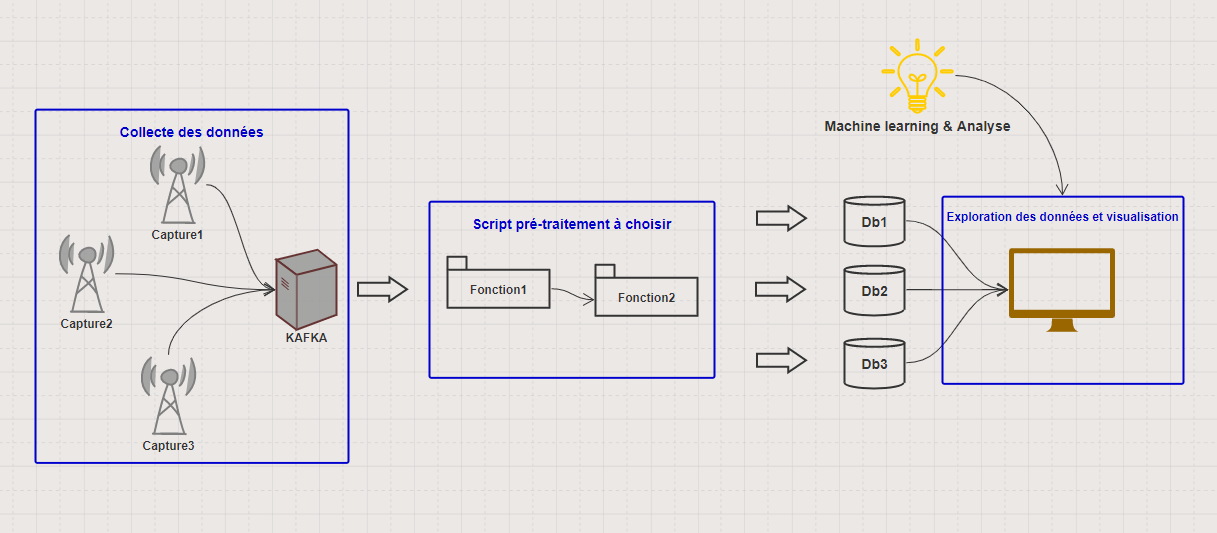 Machine learning & Analyse
Collecte des données
Capture1
Capture2
Capture3
KAFKA
Script pré-traitement à choisir
Fonction1
Fonction2
Db1
Db2
Db3
Exploration des données et visualisation